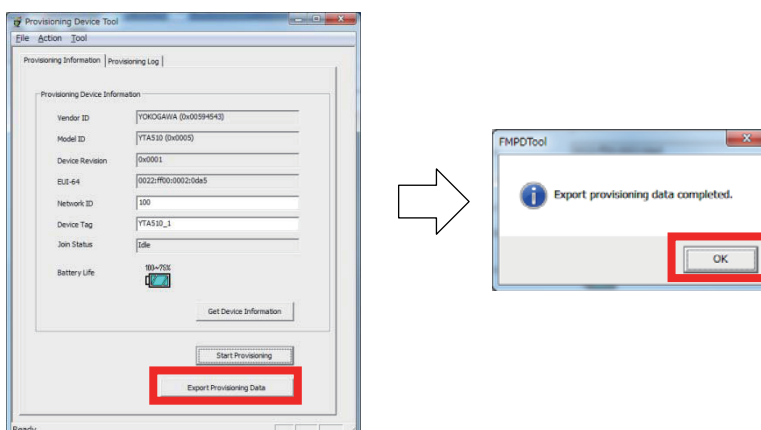 Provisioning Device Tool
File Action Tool
Provisioning Information Provisioning Log
Provisioning Device Information
Vendor ID YOKOGAWA (0x00594543)
Model ID YTA510 (0x0005)
Device Revision 0x0001
EUI-64 0022:ff00:0002:0da5
Network ID 100
Device Tag YTA510_1
Join Status Idle
Battery Life 100~75%
Get Device Information
Start Provisioning
Export Provisioning Data
Ready
FMPDTool
Export provisioning data completed.
OK